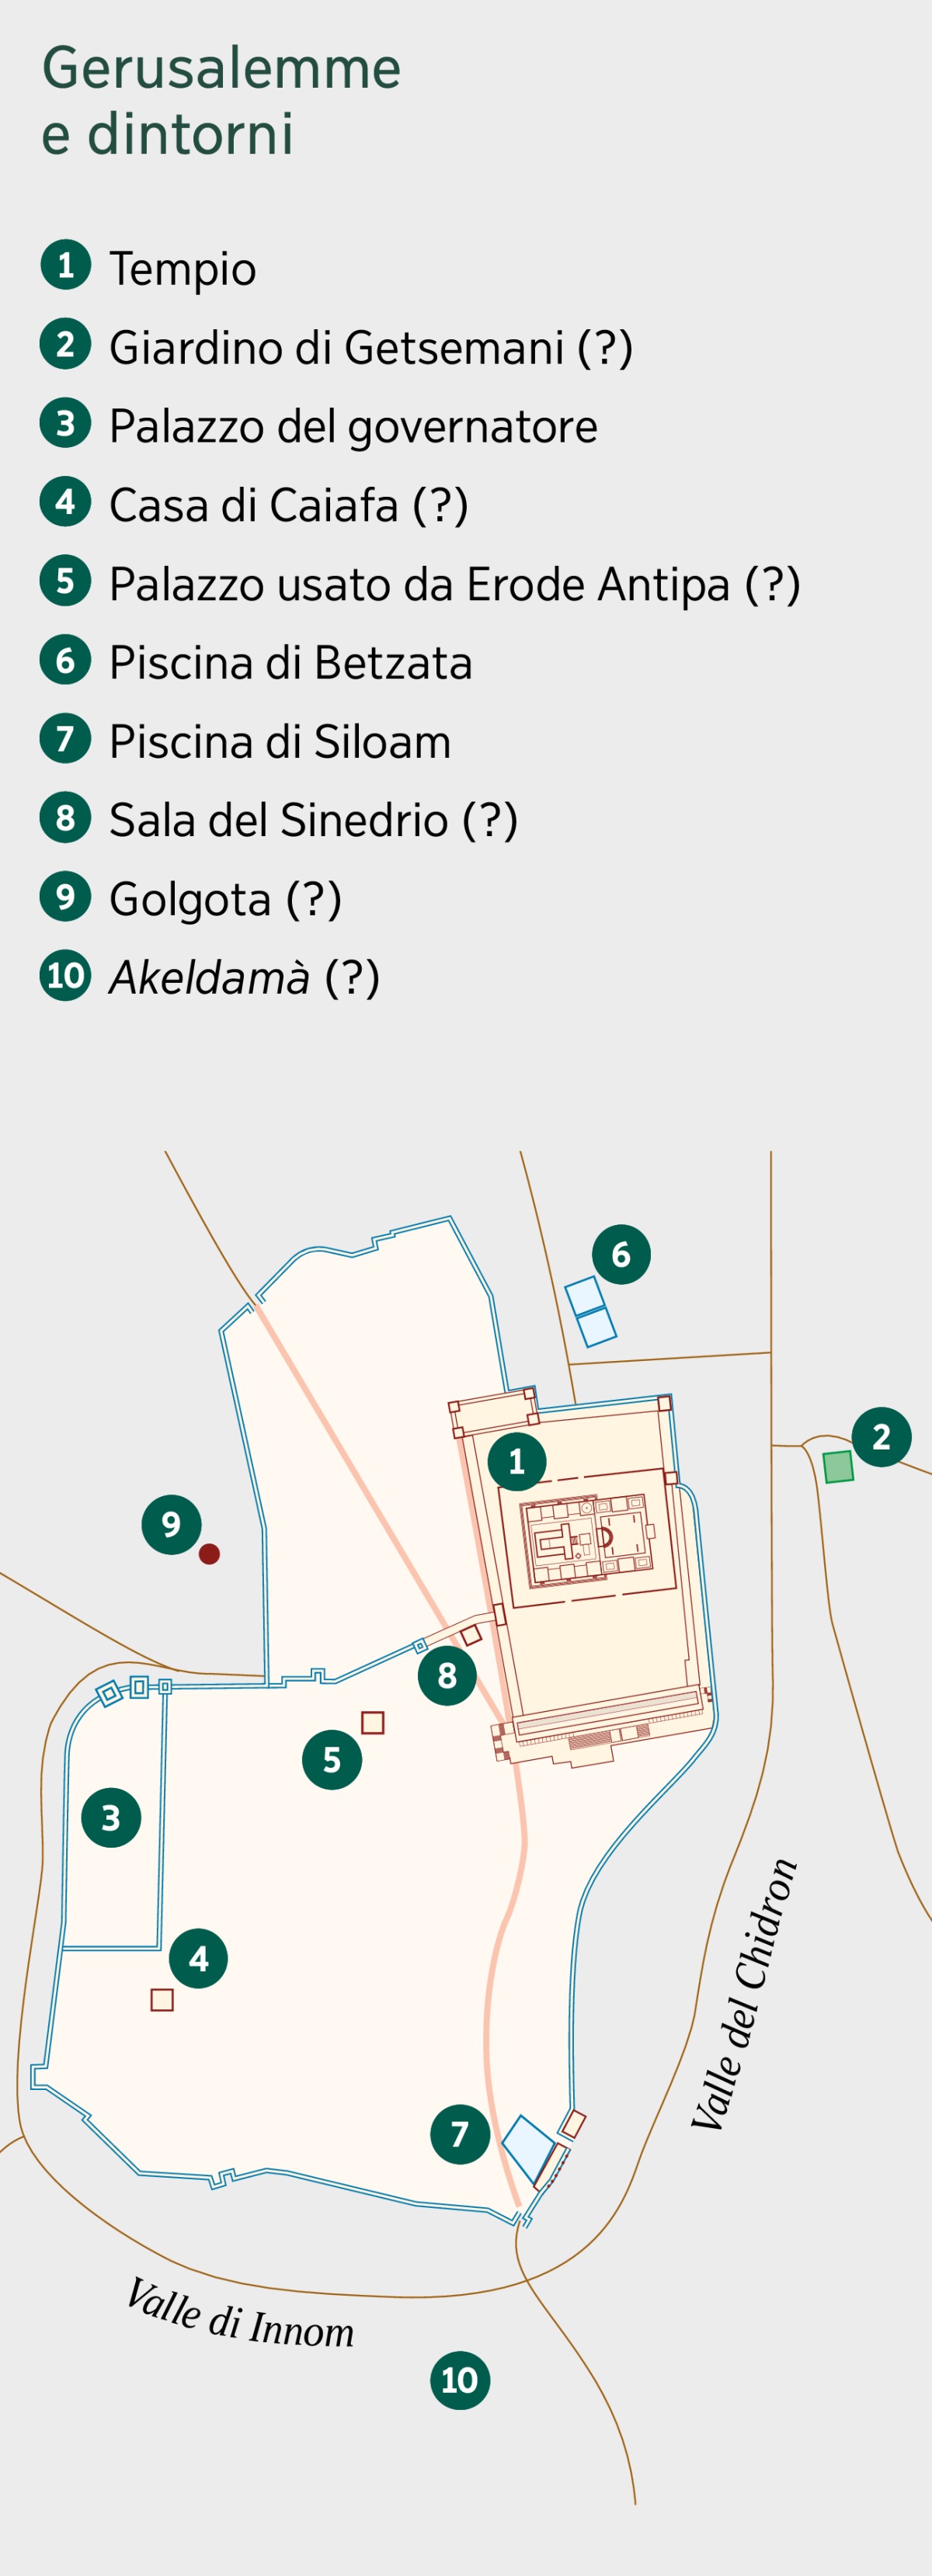 Gerusalemme
e dintorni
1 Tempio
2 Giardino di Getsemani (?)
3 Palazzo del governatore
4 Casa di Caiafa (?)
5 Palazzo usato da Erode Antipa (?)
6 Piscina di Betzata
7 Piscina di Siloam
8 Sala del Sinedrio (?)
9 Golgota (?)
10 Akeldamà (?)
6
2
1
9
8
5
3
4
Valle del Chidron
7
Valle di Innom
10